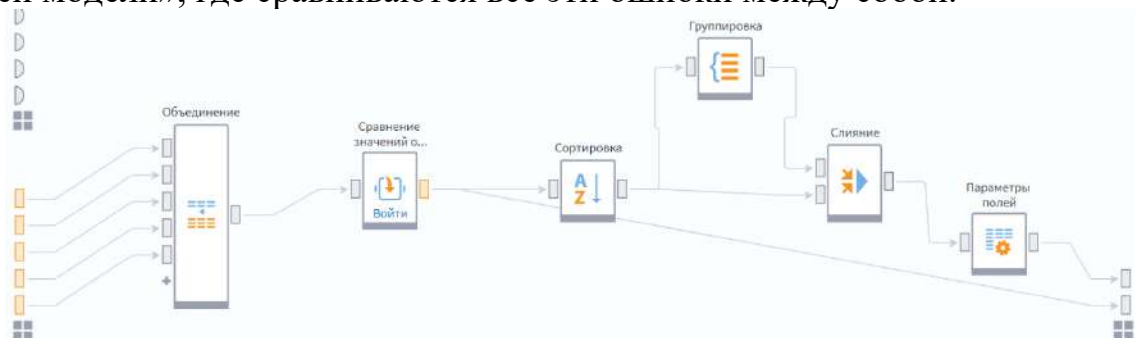 ей модели», где сравниваются все эти ошибки между собой.
Группировка
Объединение
Сравнение
значений о...
Войти
Сортировка
A
Z
Слияние
Параметры
полей